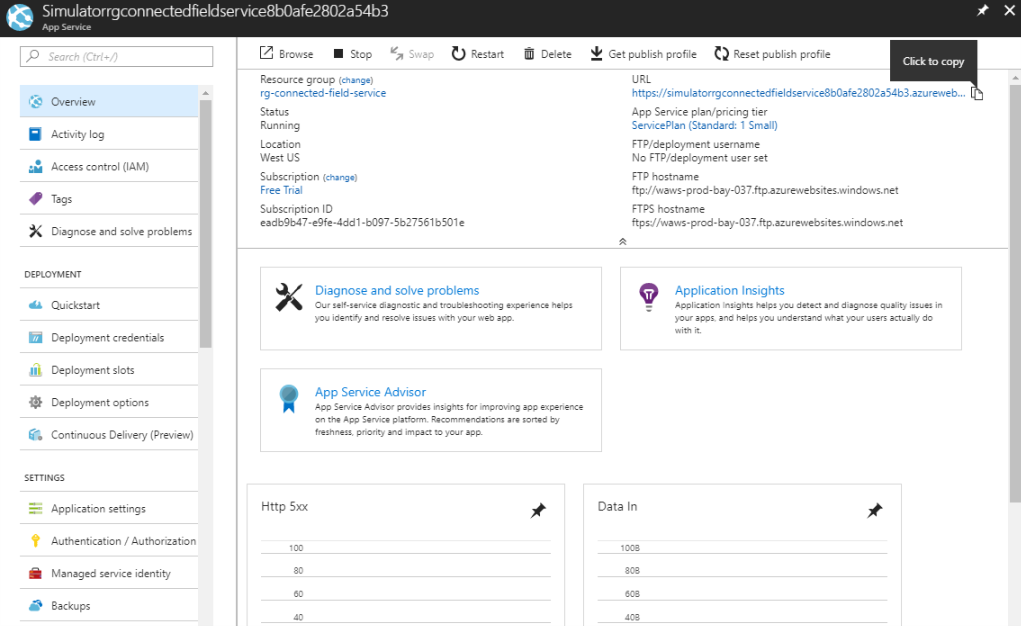 Simulatorrgconnectedfieldservice8b0afe2802a54b3
App Service
Search (Ctrl+/)
Overview
Activity log
Access control (IAM)
Tags
Diagnose and solve problems
DEPLOYMENT
Quickstart
Deployment credentials
Deployment slots
Deployment options
Continuous Delivery (Preview)
SETTINGS
Application settings
Authentication / Authorization
Managed service identity
Backups
Browse
Stop
Swap
Restart
Delete
Get publish profile
Reset publish profile
Click to copy
Resource group (change)
rg-connected-field-service
Status
Running
Location
West US
Subscription (change)
Free Trial
Subscription ID
eadb9b47-e9fe-4dd1-b097-5b27561b501e
URL
https://simulatorrgconnectedfieldservice8b0afe2802a54b3.azureweb...
App Service plan/pricing tier
ServicePlan (Standard: 1 Small)
FTP/deployment username
No FTP/deployment user set
FTP hostname
ftp://waws-prod-bay-037.ftp.azurewebsites.windows.net
FTPS hostname
ftps://waws-prod-bay-037.ftp.azurewebsites.windows.net
Diagnose and solve problems
Our self-service diagnostic and troubleshooting experience helps
you identify and resolve issues with your web app.
Application Insights
Application Insights helps you detect and diagnose quality issues in
your apps, and helps you understand what your users actually do
with it.
App Service Advisor
App Service Advisor provides insights for improving app experience
on the App Service platform. Recommendations are sorted by
freshness, priority and impact to your app.
Http 5xx
100
80
60
40
Data In
100B
80B
60B
40B